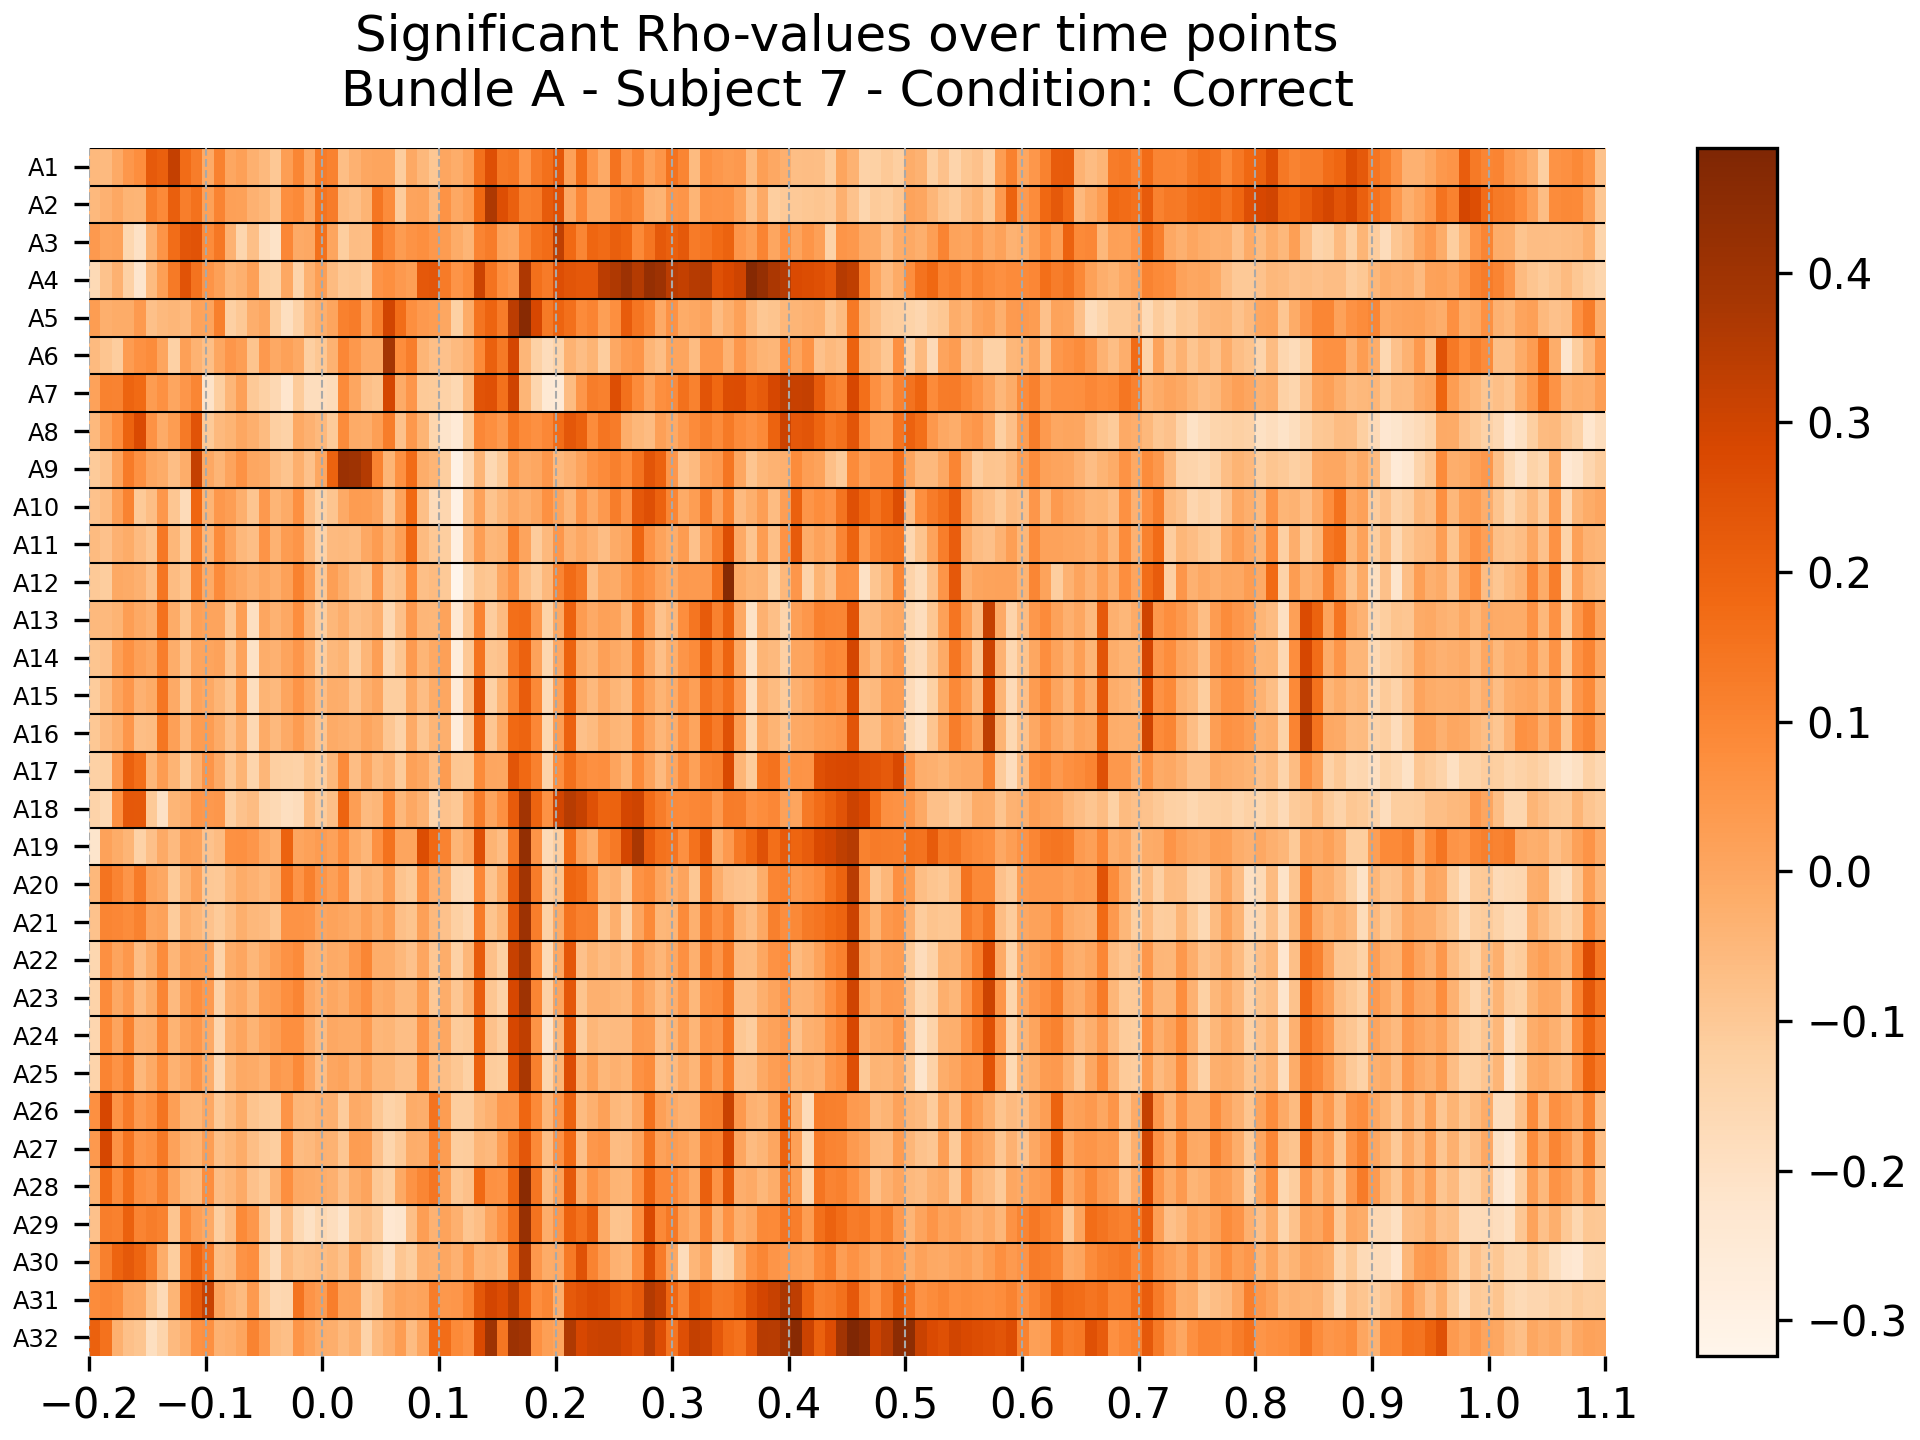 Significant Rho-values over time points
Bundle A - Subject 7 - Condition: Correct
A1
A2
A3
A4
A5
A6
A7
A8
A9
A10
A11
A12
A13
A14
A15
A16
A17
A18
A19
A20
A21
A22
A23
A24
A25
A26
A27
A28
A29
A30
A31
A32
−0.2 −0.1 0.0 0.1 0.2 0.3 0.4 0.5 0.6 0.7 0.8 0.9 1.0 1.1
0.4
0.3
0.2
0.1
0.0
−0.1
−0.2
−0.3